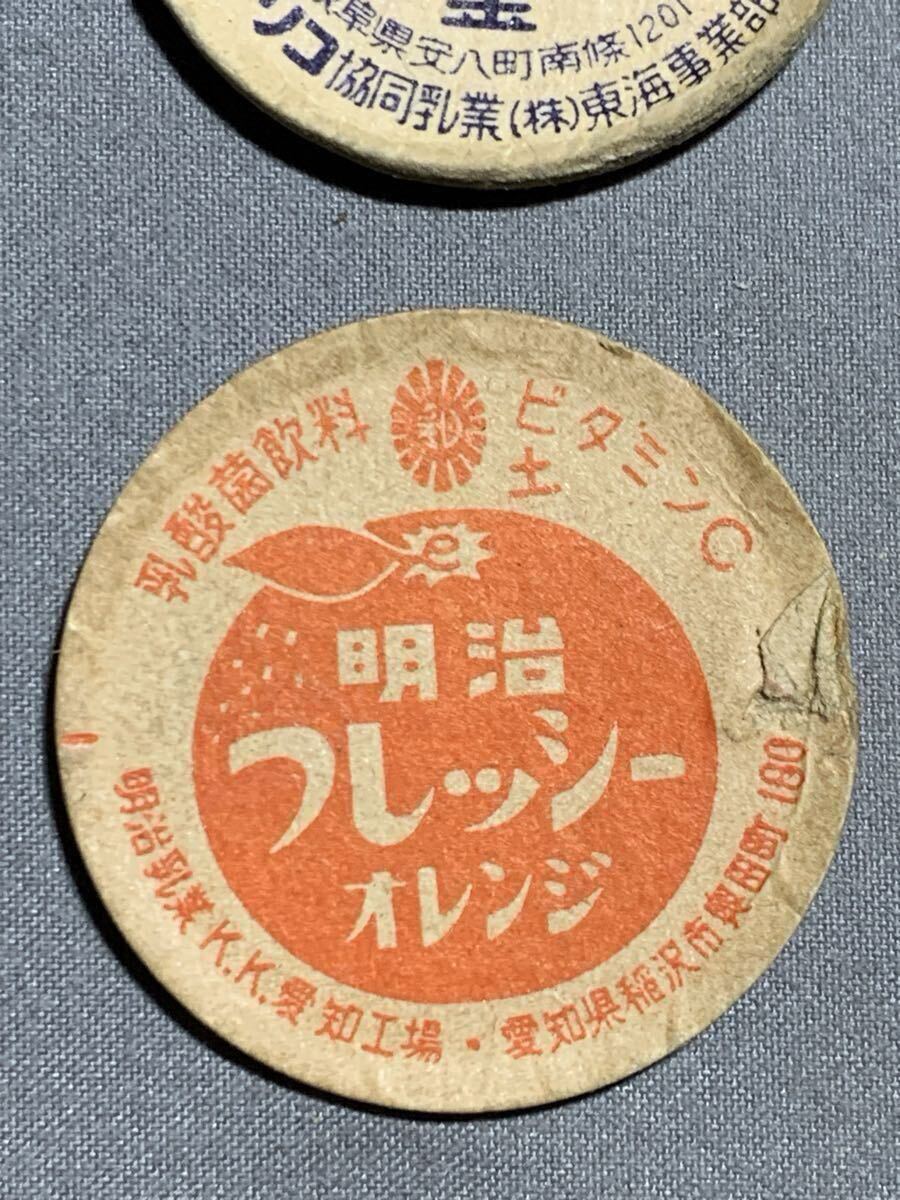 阜県安八町南條1201
リコ協同乳業(株)東海事業部
乳酸菌飲料
ビタミンC
土
明治
フレッシー
オレンジ
明治乳業K.K.愛知工場・愛知県稲沢市奥田町180